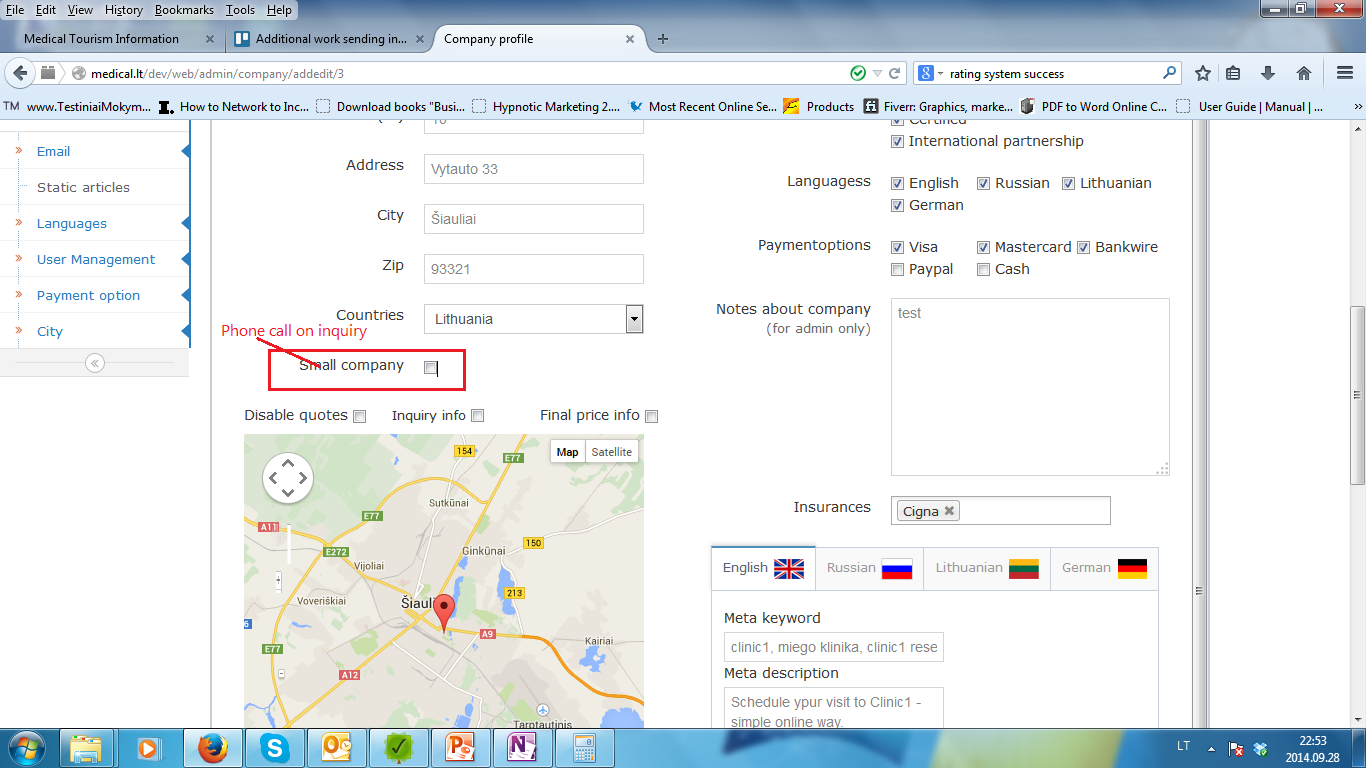 File Edit View History Bookmarks Tools Help
Medical Tourism Information
Additional work sending in...
Company profile
medical.lt/dev/web/admin/company/addedit/3
rating system success
www.TestiniaiMokym...
How to Network to Inc...
Download books "Busi...
Hypnotic Marketing 2....
Most Recent Online Se...
Products
Fiverr: Graphics, marke...
PDF to Word Online C...
User Guide | Manual | ...
Email
Static articles
Languages
User Management
Payment option
City
Address
Vytauto 33
City
Šiauliai
Zip
93321
Countries
Lithuania
Phone call on inquiry
Small company
Disable quotes
Inquiry info
Final price info
Map
Satellite
154
E77
Sutkūnai
E77
A11
E272
150
Ginkūnai
Vijoliai
213
Voveriškiai
Šiauliai
A9
Kairiai
E77
A12
Tarptautinis
Certified
International partnership
Languagess
English
Russian
Lithuanian
German
Paymentoptions
Visa
Mastercard
Bankwire
Paypal
Cash
Notes about company
(for admin only)
test
Insurances
Cigna
English
Russian
Lithuanian
German
Meta keyword
clinic1, miego klinika, clinic1 rese
Meta description
Schedule ypur visit to Clinic1 -
simple online way.
LT
22:53
2014.09.28